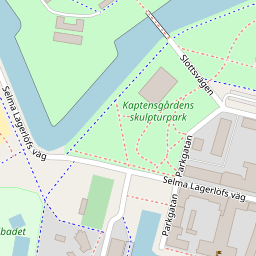 Slottsvägen
Kaptensgårdens
skulpturpark
Selma Lagerlöfs väg
Parkgatan
Selma Lagerlöfs väg
Parkgatan
badet